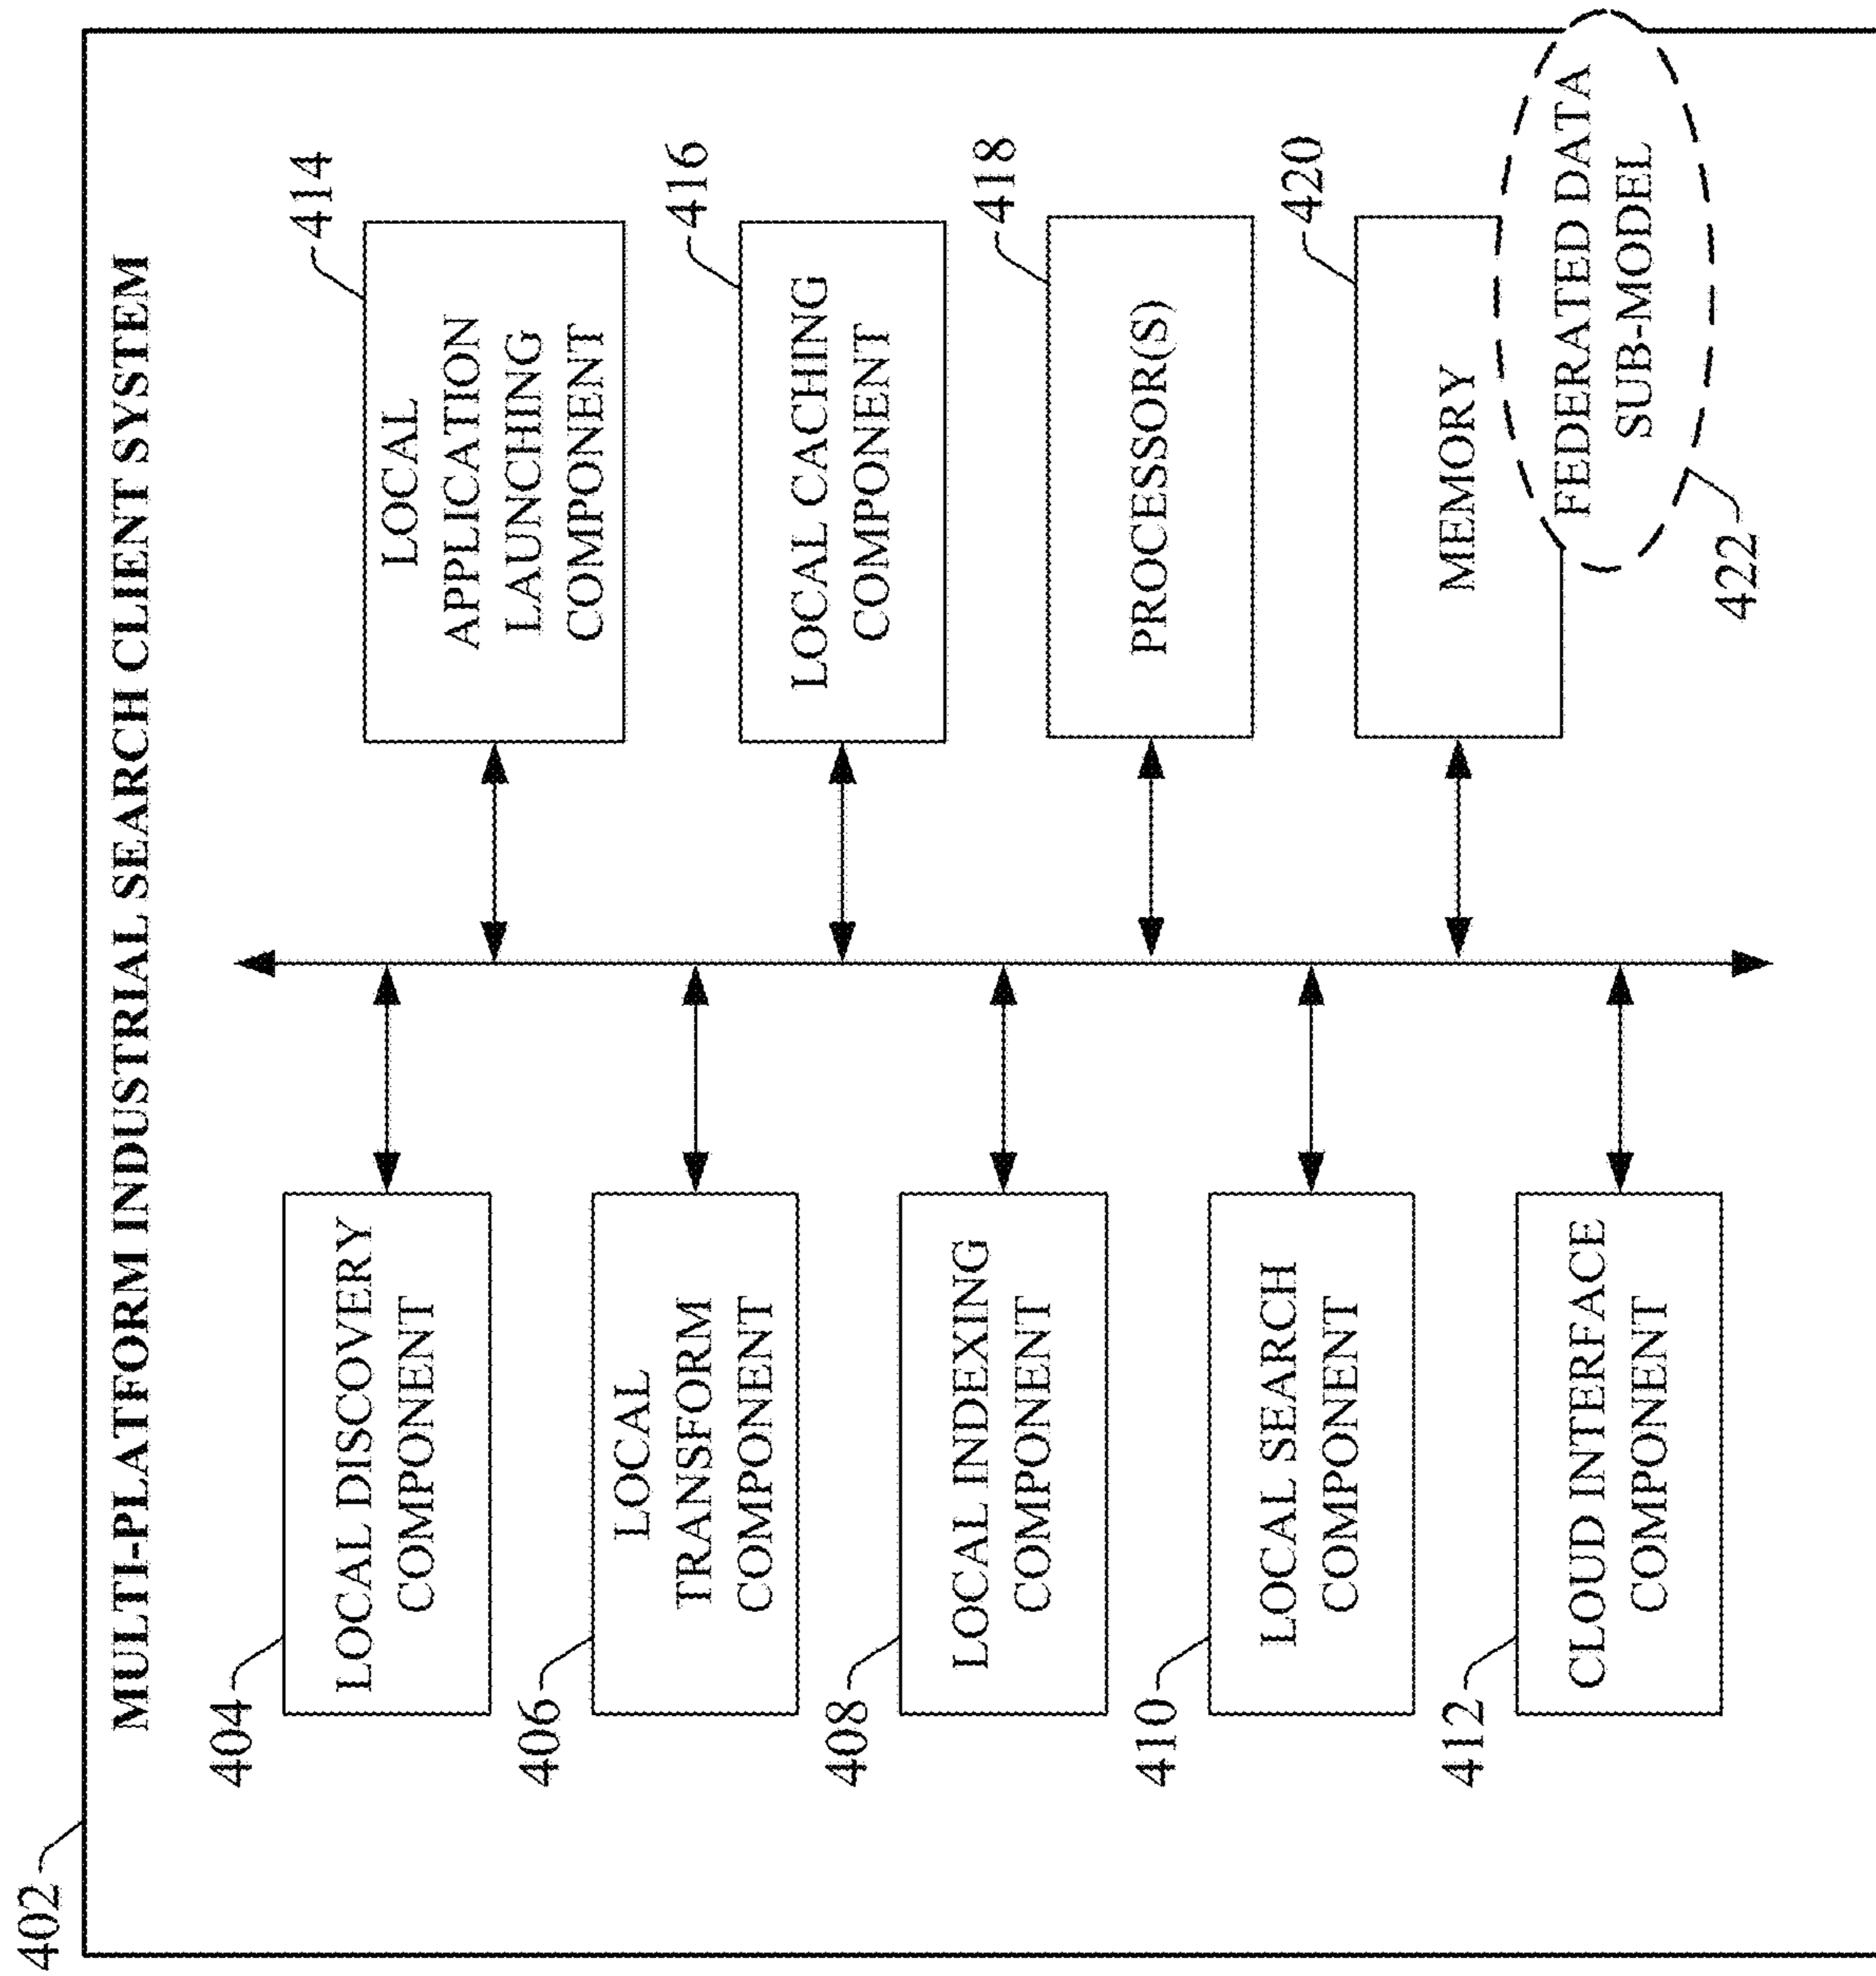 402
MULTI-PLATFORM INDUSTRIAL SEARCH CLIENT SYSTEM
404
LOCAL DISCOVERY
COMPONENT
406
LOCAL
TRANSFORM
COMPONENT
408
LOCAL INDEXING
COMPONENT
410
LOCAL SEARCH
COMPONENT
412
CLOUD INTERFACE
COMPONENT
414
LOCAL
APPLICATION
LAUNCHING
COMPONENT
416
LOCAL CACHING
COMPONENT
418
PROCESSOR(S)
420
MEMORY
FEDERATED DATA
SUB-MODEL
422